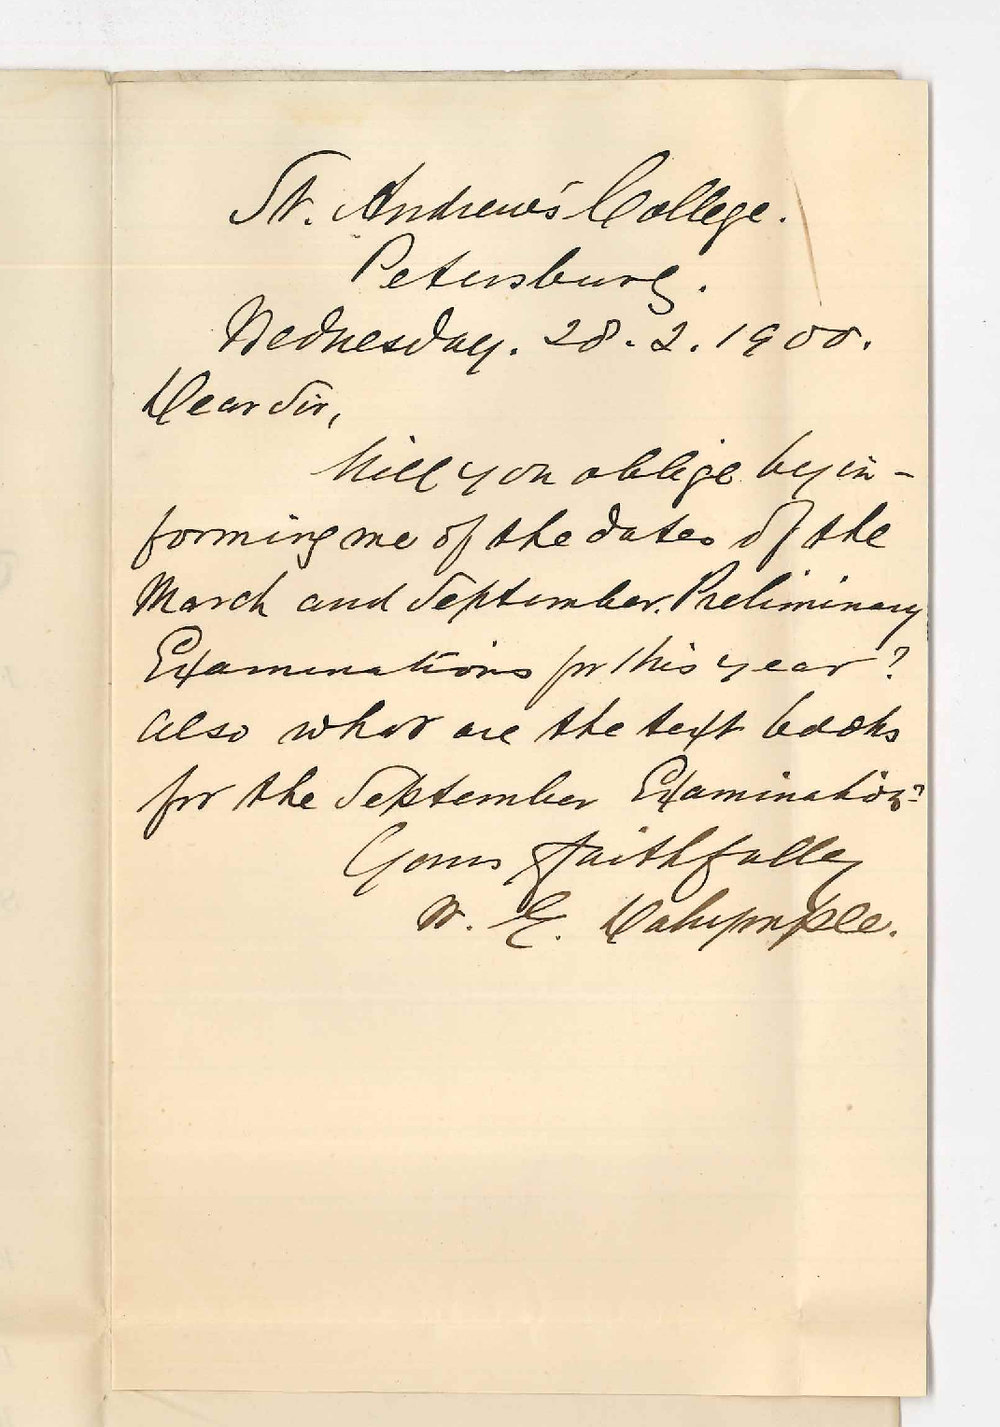 St. Andrew's College.
Petersburg.
Wednesday. 28. 2. 1900.
Dear Sir,
Will you oblige by in-
forming me of the dates of the
March and September. Preliminary
Examinations for this year?
Also what are the text books
for the September Examination?
Yours faithfully
W. E. Dalrymple.